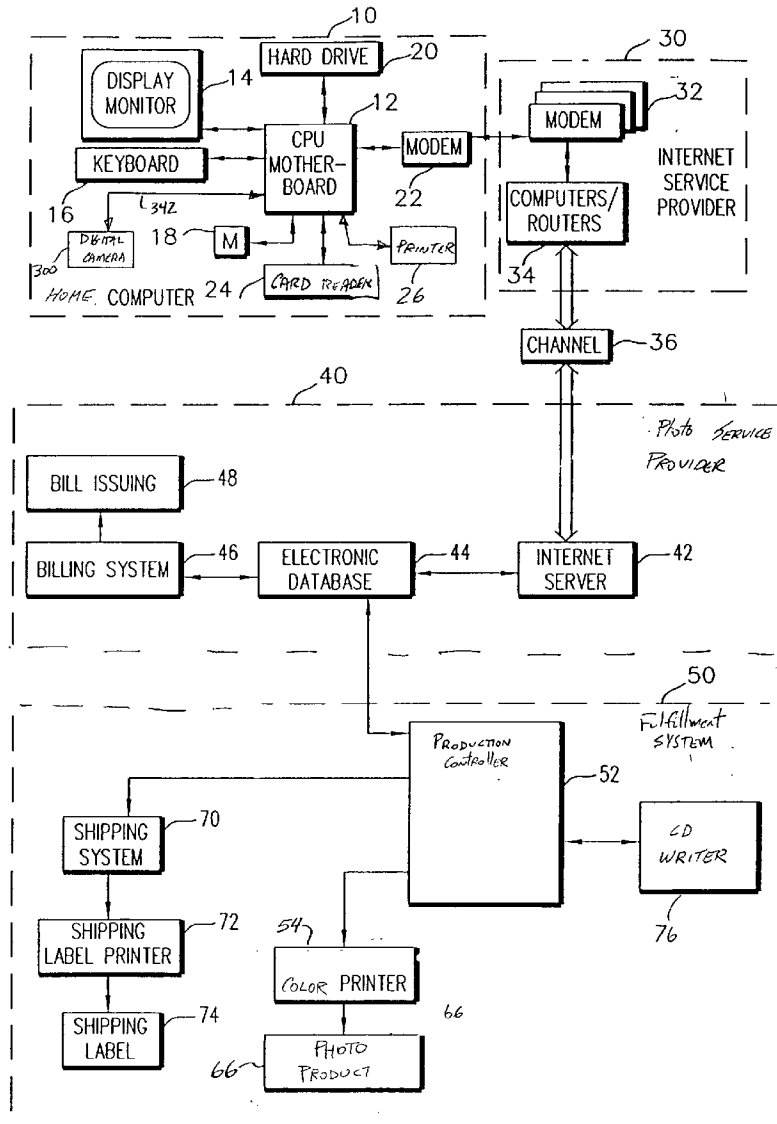 10
30
HARD DRIVE
20
DISPLAY
MONITOR
14
12
CPU
MOTHER-
BOARD
MODEM
22
MODEM
32
INTERNET
SERVICE
PROVIDER
KEYBOARD
16
342
COMPUTERS/
ROUTERS
34
DIGITAL
CAMERA
300
18
M
PRINTER
26
24
CARD READER
HOME COMPUTER
CHANNEL
36
40
Photo SERVICE
PROVIDER
BILL ISSUING
48
BILLING SYSTEM
46
ELECTRONIC
DATABASE
44
INTERNET
SERVER
42
50
Fulfillment
SYSTEM
PRODUCTION
Controller
52
SHIPPING
SYSTEM
70
CD
WRITER
76
SHIPPING
LABEL PRINTER
72
54
COLOR PRINTER
66
SHIPPING
LABEL
74
PHOTO
PRODUCT
66